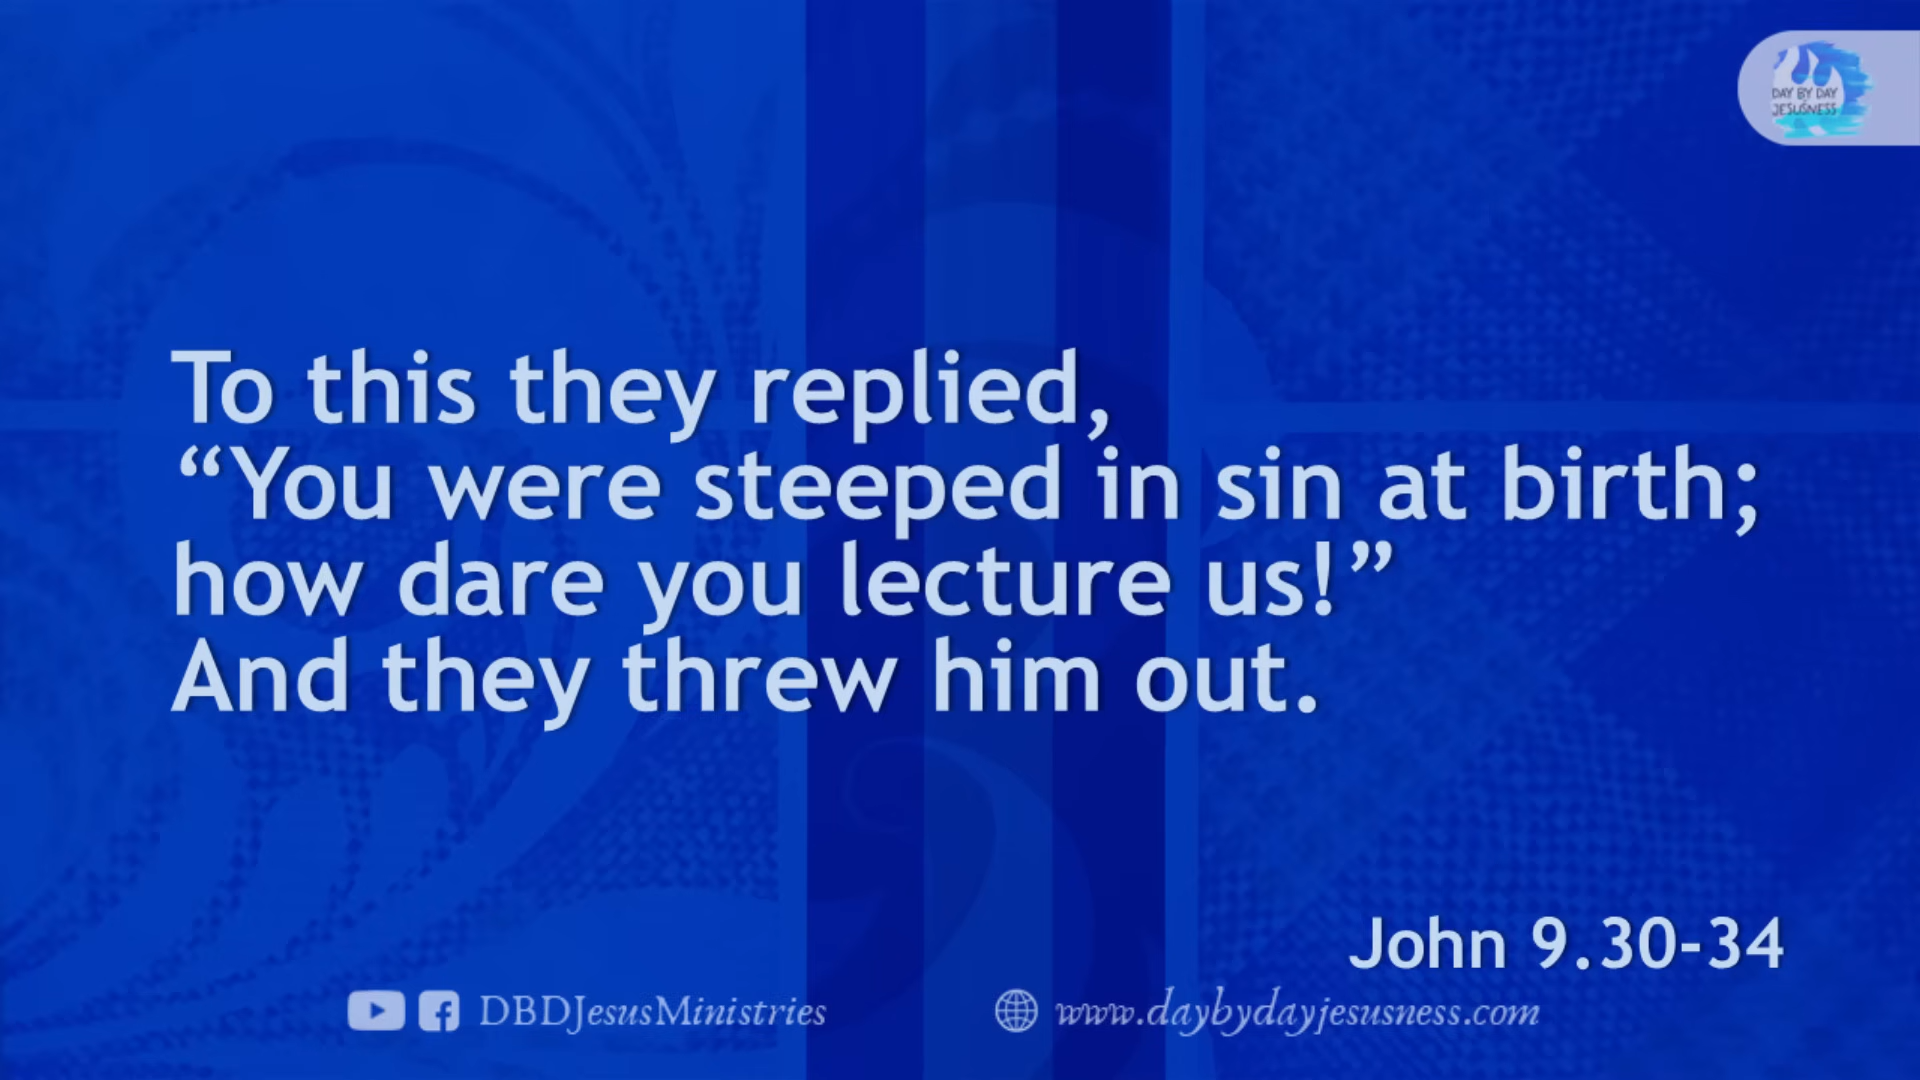 DAY BY DAY
JESUSNESS
To this they replied,
“You were steeped in sin at birth;
how dare you lecture us!”
And they threw him out.
John 9.30-34
DBDJesusMinistries
www.daybydayjesusness.com